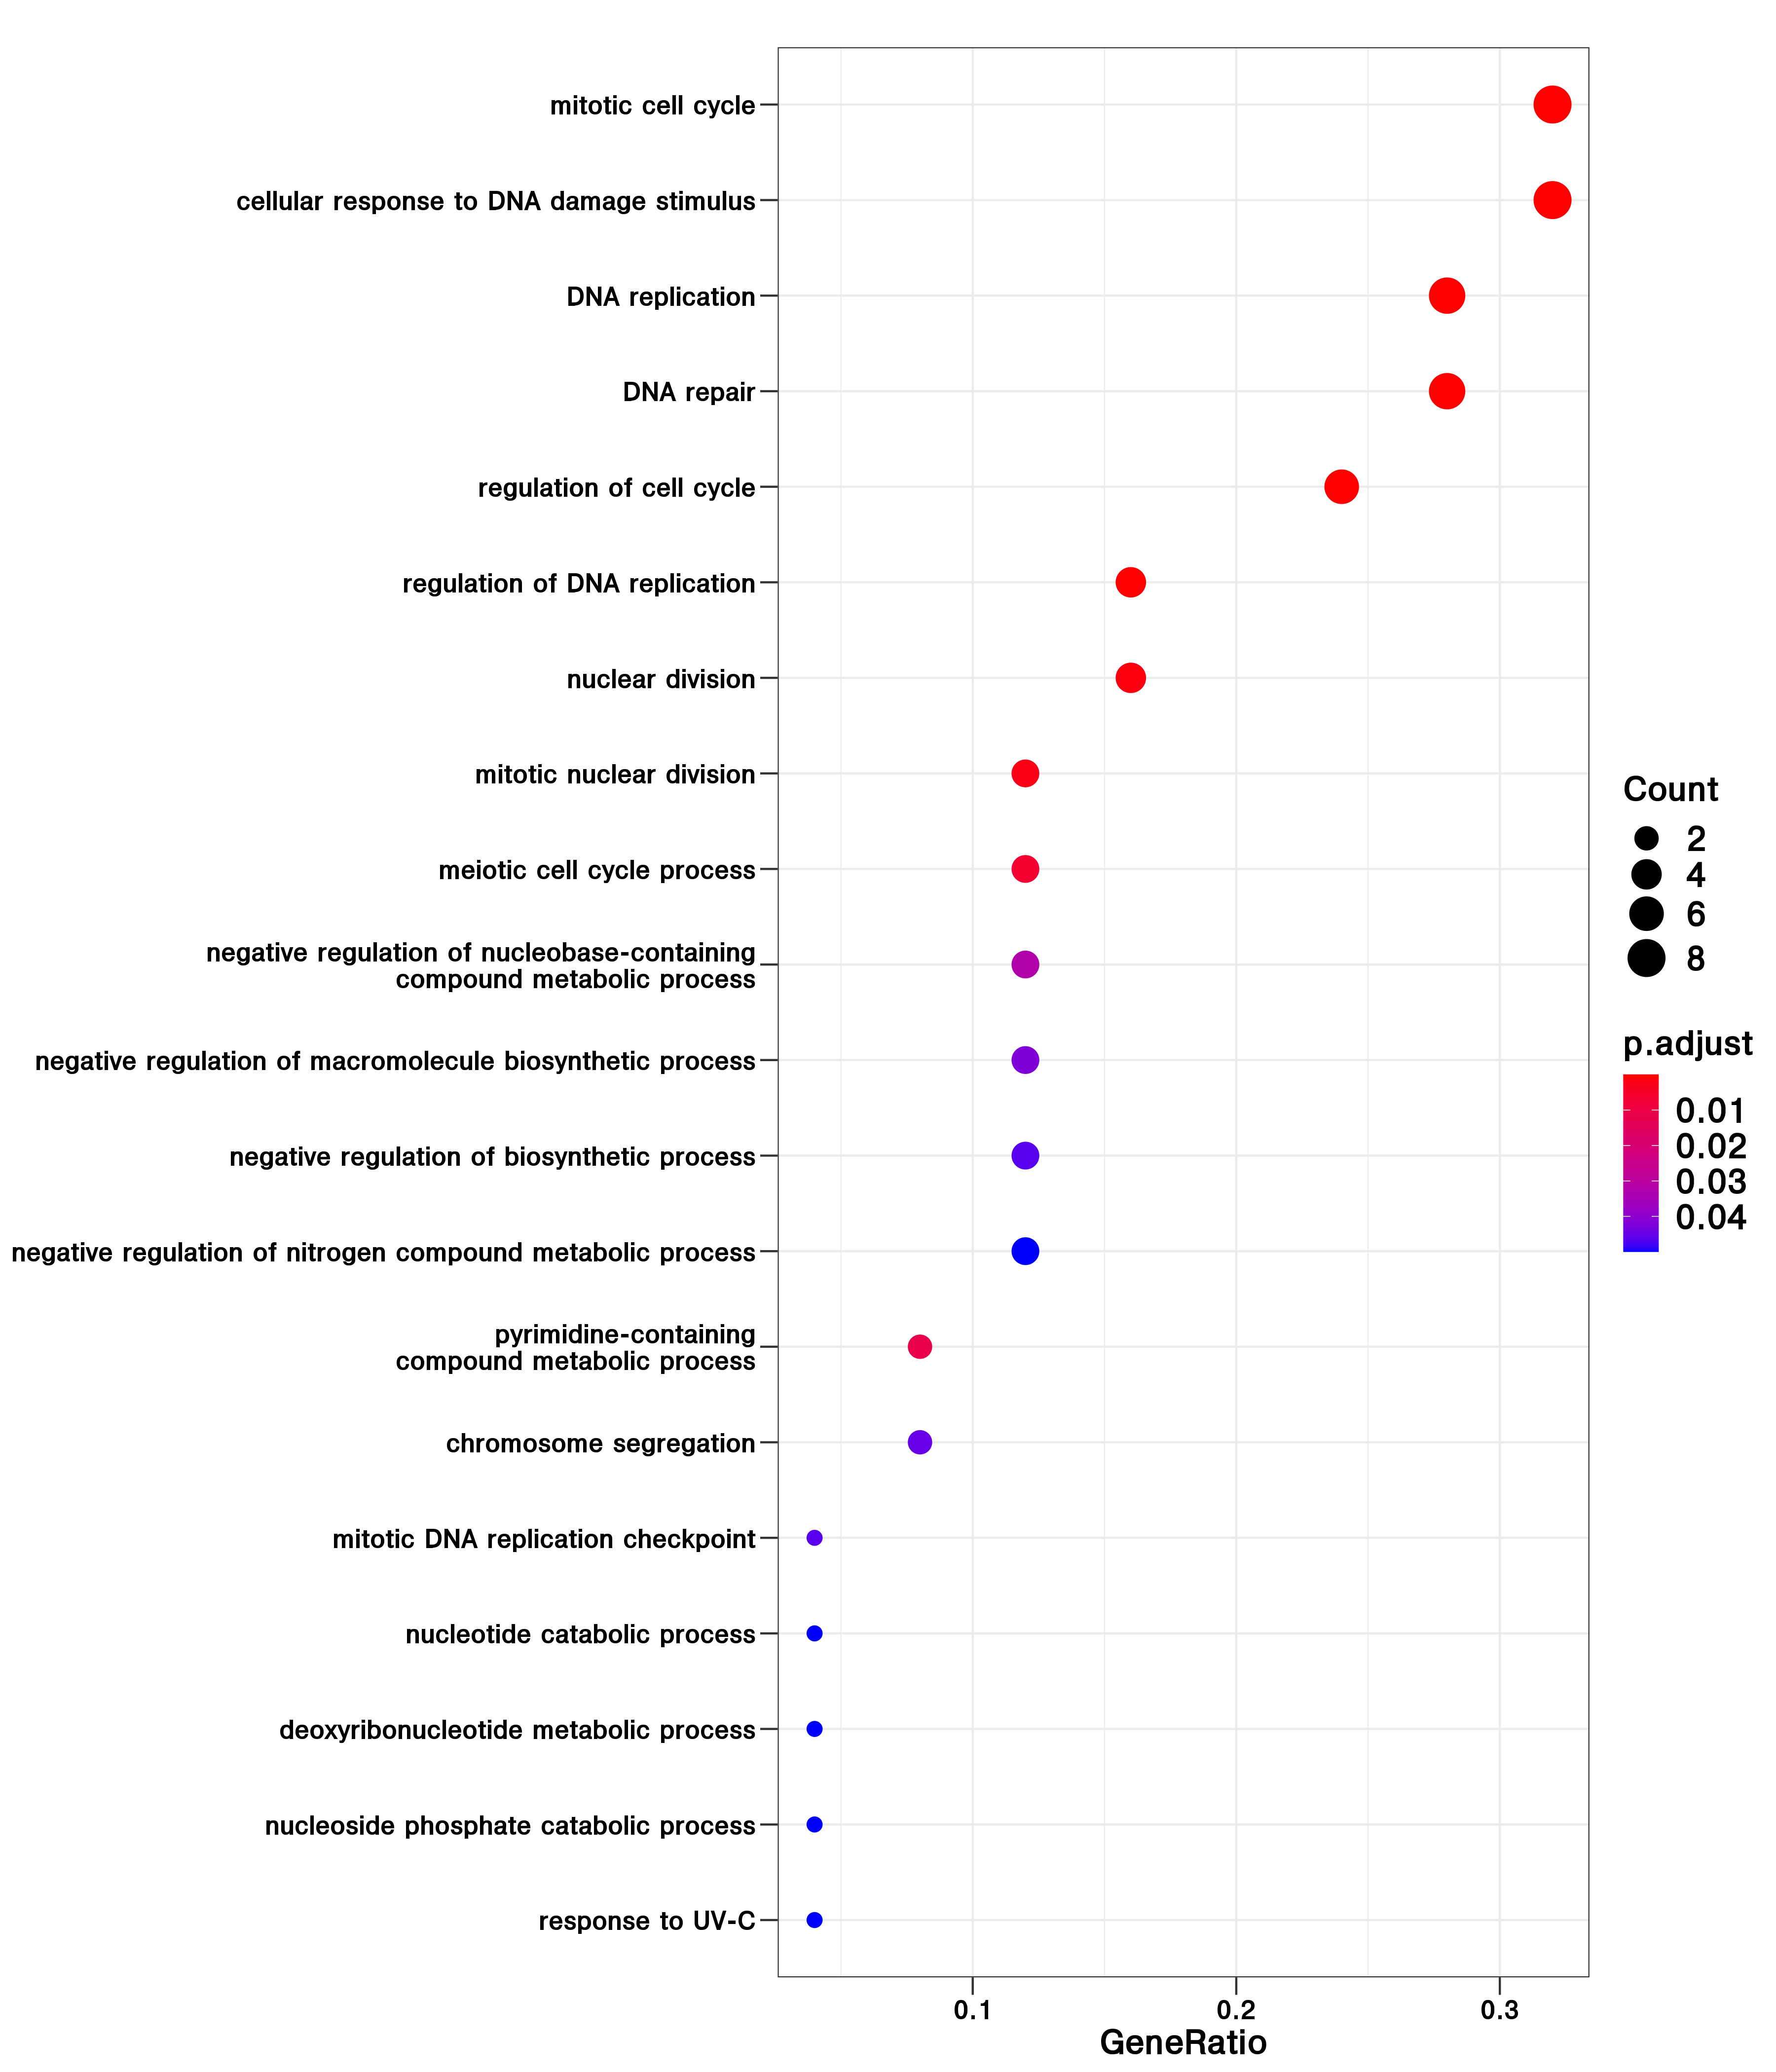 mitotic cell cycle
cellular response to DNA damage stimulus
DNA replication
DNA repair
regulation of cell cycle
regulation of DNA replication
nuclear division
mitotic nuclear division
meiotic cell cycle process
negative regulation of nucleobase-containing
compound metabolic process
negative regulation of macromolecule biosynthetic process
negative regulation of biosynthetic process
negative regulation of nitrogen compound metabolic process
pyrimidine-containing
compound metabolic process
chromosome segregation
mitotic DNA replication checkpoint
nucleotide catabolic process
deoxyribonucleotide metabolic process
nucleoside phosphate catabolic process
response to UV-C
0.1 0.2 0.3
GeneRatio
Count
2
4
6
8
p.adjust
0.01
0.02
0.03
0.04